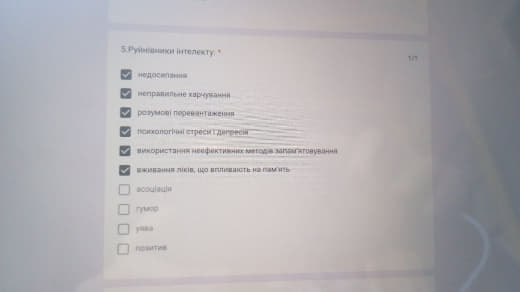 5.Руйнівники інтелекту: *
1/1
недосипання
неправильне харчування
розумові перевантаження
психологічні стреси і депресія
використання неефективних методів запам'ятовування
вживання ліків, що впливають на пам'ять
асоціація
гумор
уява
позитив